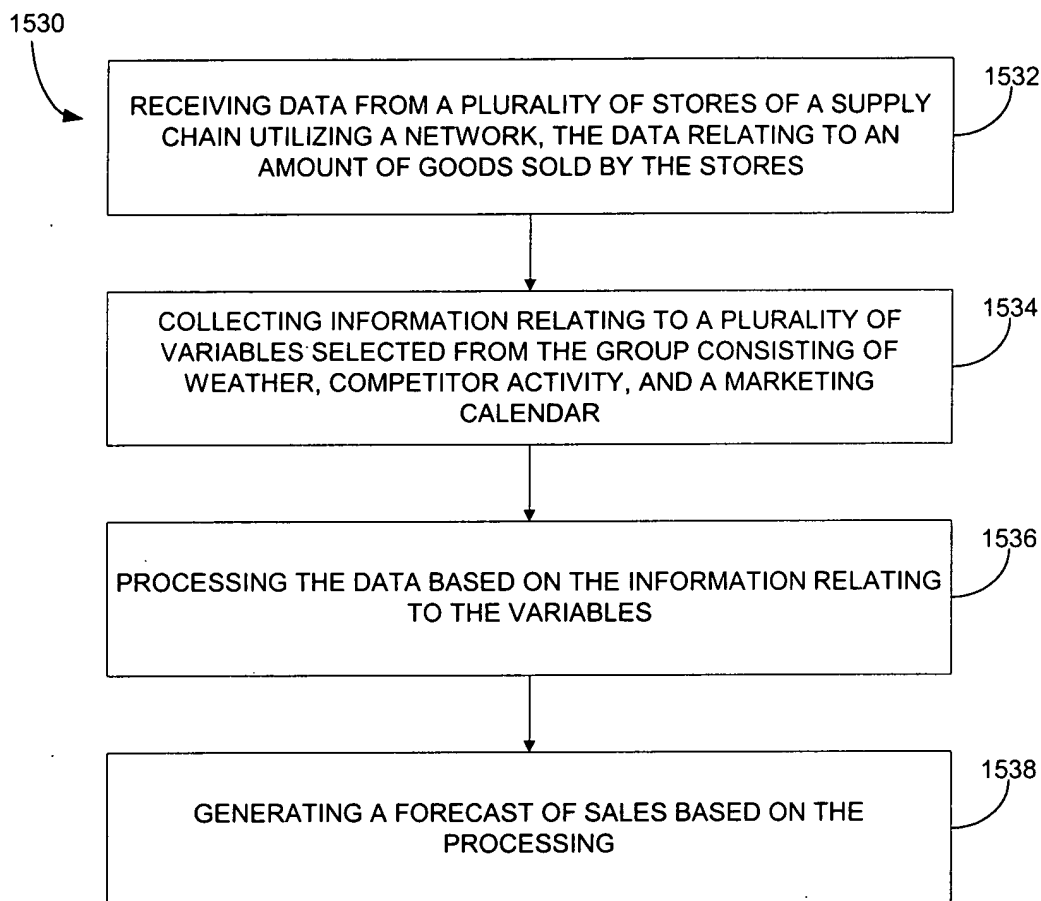 1530
1532
RECEIVING DATA FROM A PLURALITY OF STORES OF A SUPPLY
CHAIN UTILIZING A NETWORK, THE DATA RELATING TO AN
AMOUNT OF GOODS SOLD BY THE STORES
1534
COLLECTING INFORMATION RELATING TO A PLURALITY OF
VARIABLES SELECTED FROM THE GROUP CONSISTING OF
WEATHER, COMPETITOR ACTIVITY, AND A MARKETING
CALENDAR
1536
PROCESSING THE DATA BASED ON THE INFORMATION RELATING
TO THE VARIABLES
1538
GENERATING A FORECAST OF SALES BASED ON THE
PROCESSING